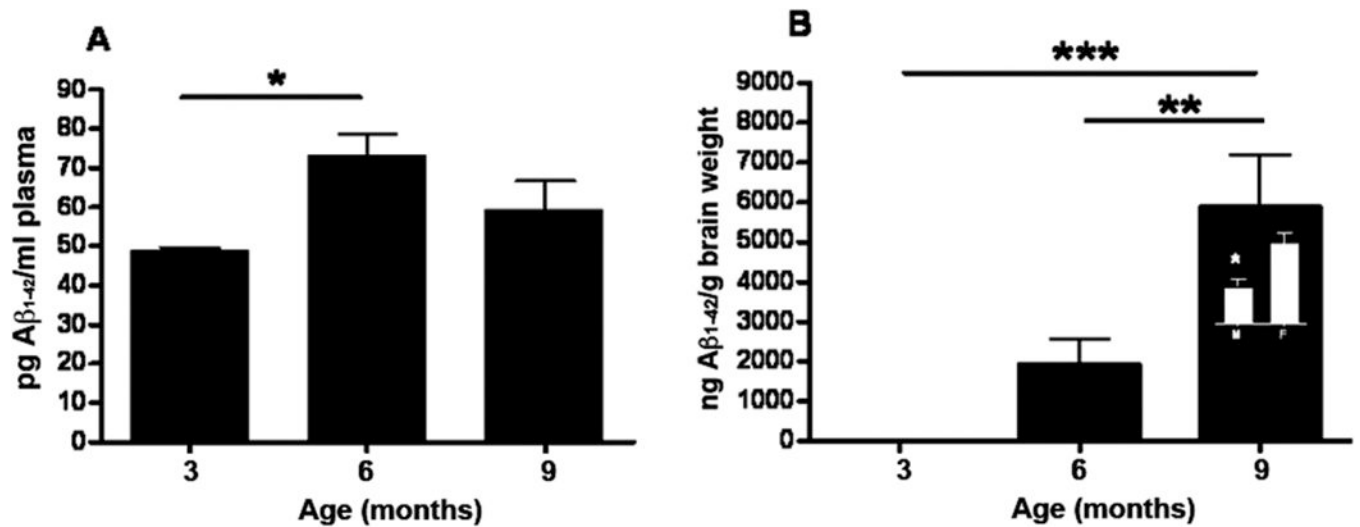 A
*
90
80
70
60
50
40
30
20
10
0
pg Aβ1-42/ml plasma
3 6 9
Age (months)
B
***
**
9000
8000
7000
6000
5000
4000
3000
2000
1000
0
ng Aβ1-42/g brain weight
*
M F
3 6 9
Age (months)